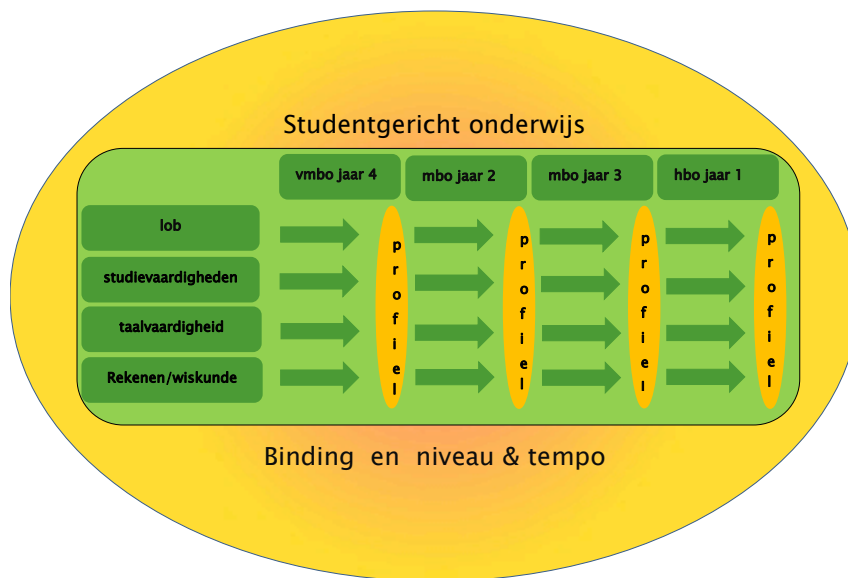 Studentgericht onderwijs
vmbo jaar 4
mbo jaar 2
mbo jaar 3
hbo jaar 1
lob
studievaardigheden
taalvaardigheid
Rekenen/wiskunde
profiel
profiel
profiel
profiel
Binding en niveau & tempo